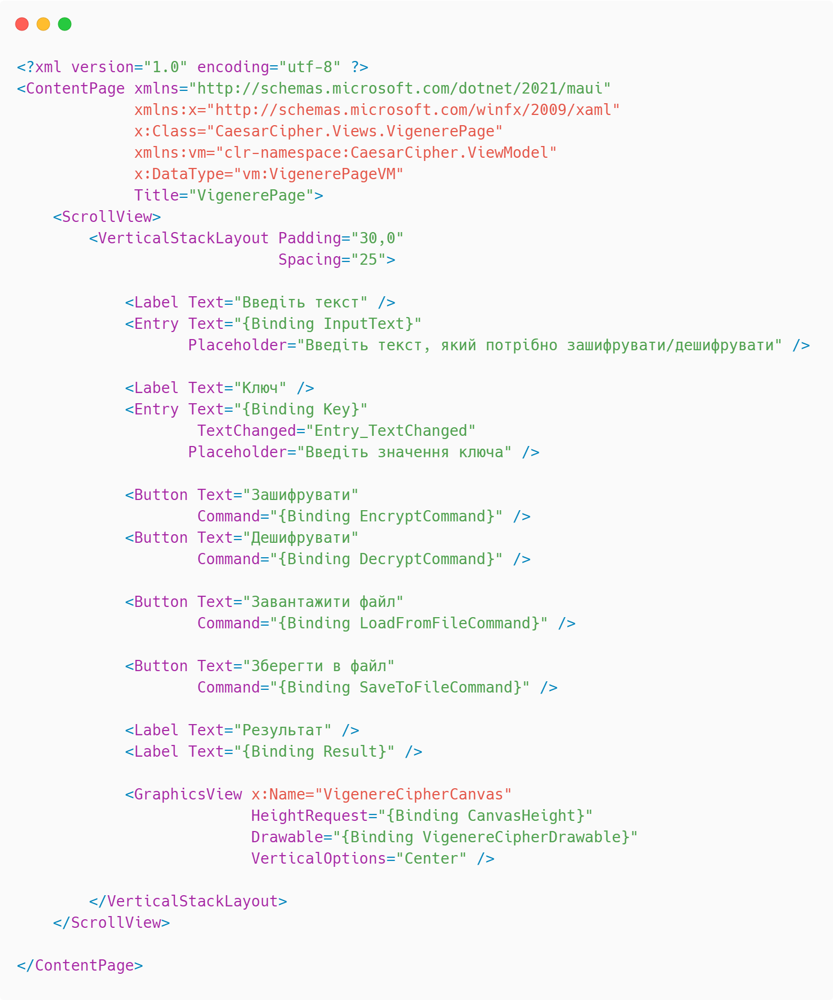 <?xml version="1.0" encoding="utf-8" ?>
<ContentPage xmlns="http://schemas.microsoft.com/dotnet/2021/maui"
             xmlns:x="http://schemas.microsoft.com/winfx/2009/xaml"
             x:Class="CaesarCipher.Views.VigenerePage"
             xmlns:vm="clr-namespace:CaesarCipher.ViewModel"
             x:DataType="vm:VigenerePageVM"
             Title="VigenerePage">
    <ScrollView>
        <VerticalStackLayout Padding="30,0"
                             Spacing="25">

            <Label Text="Введіть текст" />
            <Entry Text="{Binding InputText}"
                   Placeholder="Введіть текст, який потрібно зашифрувати/дешифрувати" />

            <Label Text="Ключ" />
            <Entry Text="{Binding Key}"
                    TextChanged="Entry_TextChanged"
                   Placeholder="Введіть значення ключа" />

            <Button Text="Зашифрувати"
                    Command="{Binding EncryptCommand}" />
            <Button Text="Дешифрувати"
                    Command="{Binding DecryptCommand}" />

            <Button Text="Завантажити файл"
                    Command="{Binding LoadFromFileCommand}" />

            <Button Text="Зберегти в файл"
                    Command="{Binding SaveToFileCommand}" />

            <Label Text="Результат" />
            <Label Text="{Binding Result}" />

            <GraphicsView x:Name="VigenereCipherCanvas"
                          HeightRequest="{Binding CanvasHeight}"
                          Drawable="{Binding VigenereCipherDrawable}"
                          VerticalOptions="Center" />

        </VerticalStackLayout>
    </ScrollView>

</ContentPage>